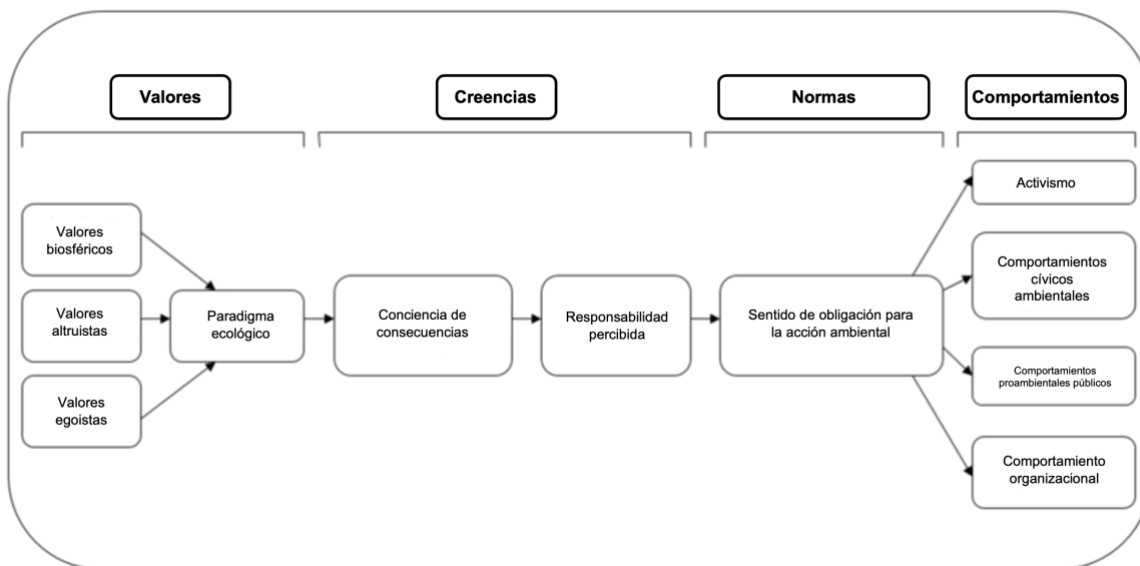 Valores
Creencias
Normas
Comportamientos
Valores
biosféricos
Valores
altruistas
Valores
egoistas
Paradigma
ecológico
Conciencia de
consecuencias
Responsabilidad
percibida
Sentido de obligación para
la acción ambiental
Activismo
Comportamientos
cívicos
ambientales
Comportamientos
proambientales públicos
Comportamiento
organizacional